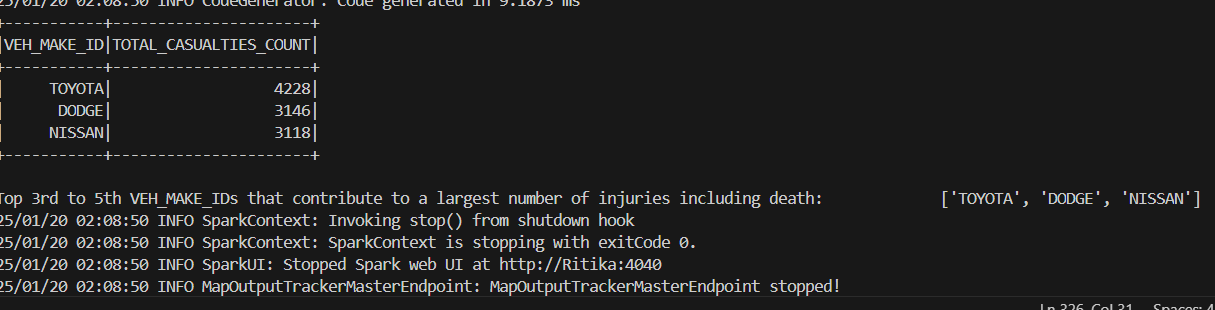 25/01/20 02:08:50 INFO CodeGenerator: Code generated in 9.1873 ms
+-----------+----------------------+
|VEH_MAKE_ID|TOTAL_CASUALTIES_COUNT|
+-----------+----------------------+
|     TOYOTA|                  4228|
|      DODGE|                  3146|
|     NISSAN|                  3118|
+-----------+----------------------+
Top 3rd to 5th VEH_MAKE_IDs that contribute to a largest number of injuries including death:            ['TOYOTA', 'DODGE', 'NISSAN']
25/01/20 02:08:50 INFO SparkContext: Invoking stop() from shutdown hook
25/01/20 02:08:50 INFO SparkContext: SparkContext is stopping with exitCode 0.
25/01/20 02:08:50 INFO SparkUI: Stopped Spark web UI at http://Ritika:4040
25/01/20 02:08:50 INFO MapOutputTrackerMasterEndpoint: MapOutputTrackerMasterEndpoint stopped!
Ln 326, Col 31 Spaces: 4